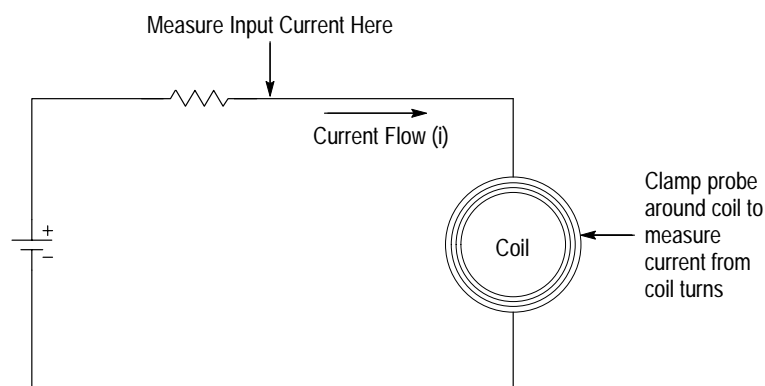 Measure Input Current Here
Current Flow (i)
+
−
Coil
Clamp probe
around coil to
measure
current from
coil turns